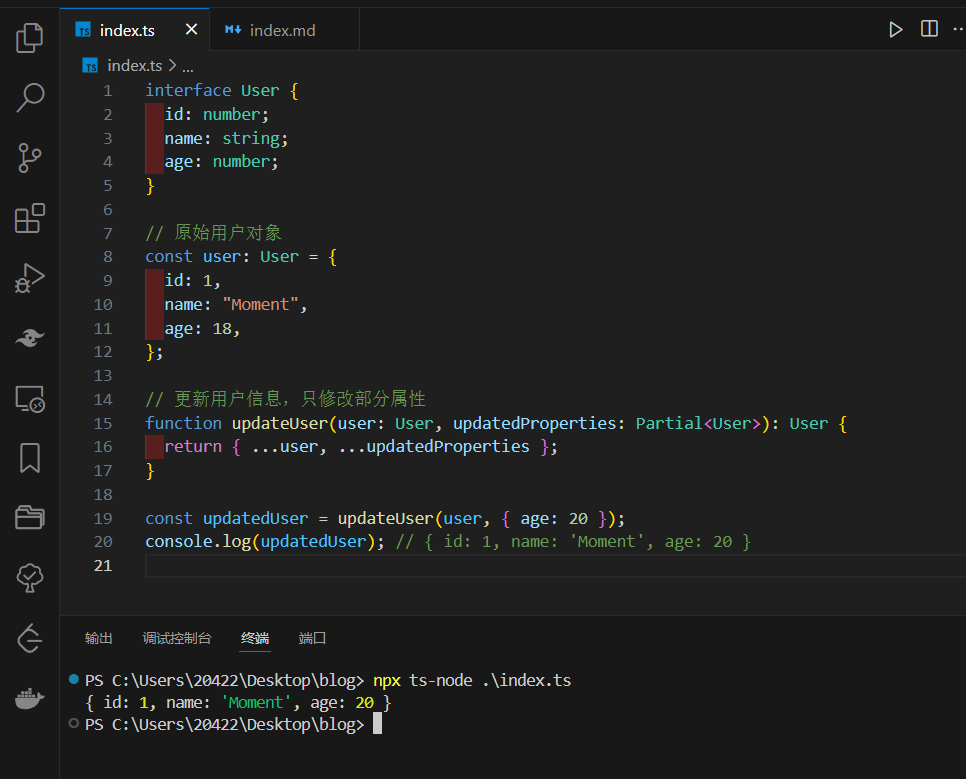 index.ts
index.md
index.ts > ...
1 interface User {
2 id: number;
3 name: string;
4 age: number;
5 }
6
7 // 原始用户对象
8 const user: User = {
9 id: 1,
10 name: "Moment",
11 age: 18,
12 };
13
14 // 更新用户信息，只修改部分属性
15 function updateUser(user: User, updatedProperties: Partial<User>): User {
16 return { ...user, ...updatedProperties };
17 }
18
19 const updatedUser = updateUser(user, { age: 20 });
20 console.log(updatedUser); // { id: 1, name: 'Moment', age: 20 }
21
输出 调试控制台 终端 端口
PS C:\Users\20422\Desktop\blog> npx ts-node .\index.ts
{ id: 1, name: 'Moment', age: 20 }
PS C:\Users\20422\Desktop\blog>